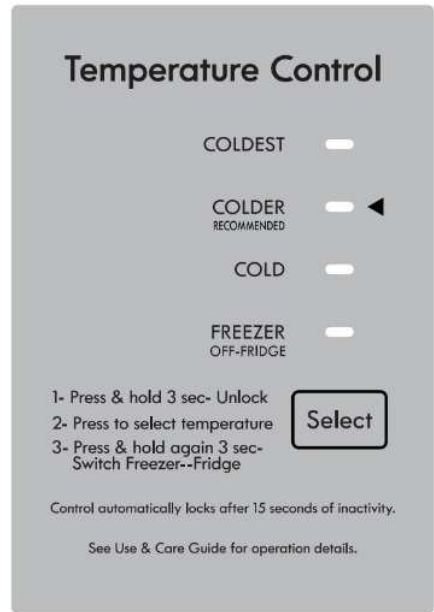 Temperature Control
COLDEST
COLDER
RECOMMENDED
COLD
FREEZER
OFF-FRIDGE
1- Press & hold 3 sec- Unlock
2- Press to select temperature
3- Press & hold again 3 sec-
Switch Freezer--Fridge
Select
Control automatically locks after 15 seconds of inactivity.
See Use & Care Guide for operation details.